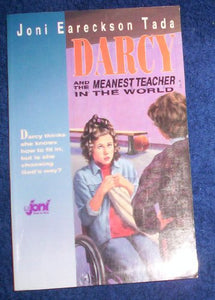 Joni Eareckson Tada
DARCY
AND
THE MEANEST TEACHER
IN THE WORLD
Darcy thinks
she knows
how to fit in,
but is she
choosing
God's way?
joni